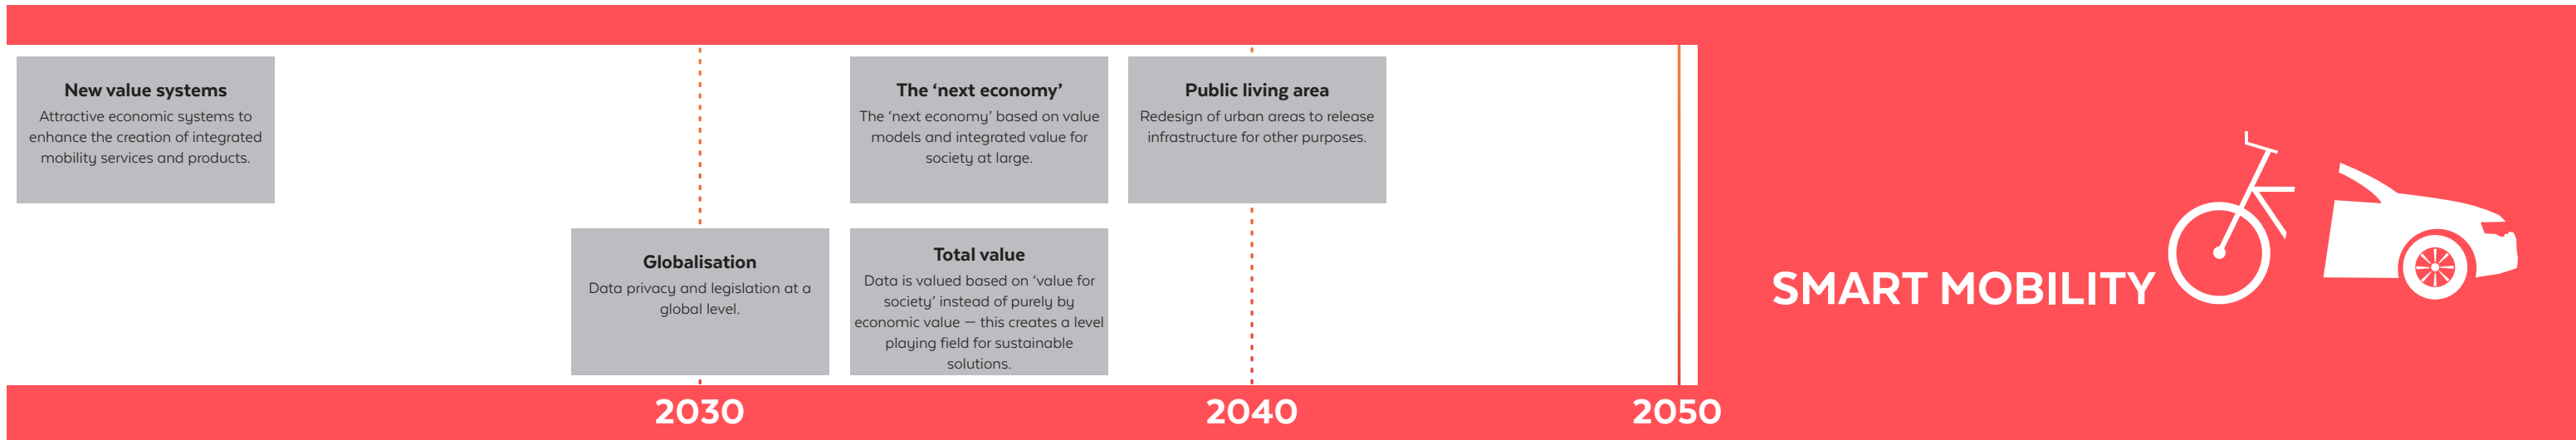 New value systems
Attractive economic systems to
enhance the creation of integrated
mobility services and products.
The ‘next economy’
The ‘next economy’ based on value
models and integrated value for
society at large.
Public living area
Redesign of urban areas to release
infrastructure for other purposes.
Globalisation
Data privacy and legislation at a
global level.
Total value
Data is valued based on ‘value for
society’ instead of purely by
economic value — this creates a level
playing field for sustainable
solutions.
SMART MOBILITY
2030
2040
2050